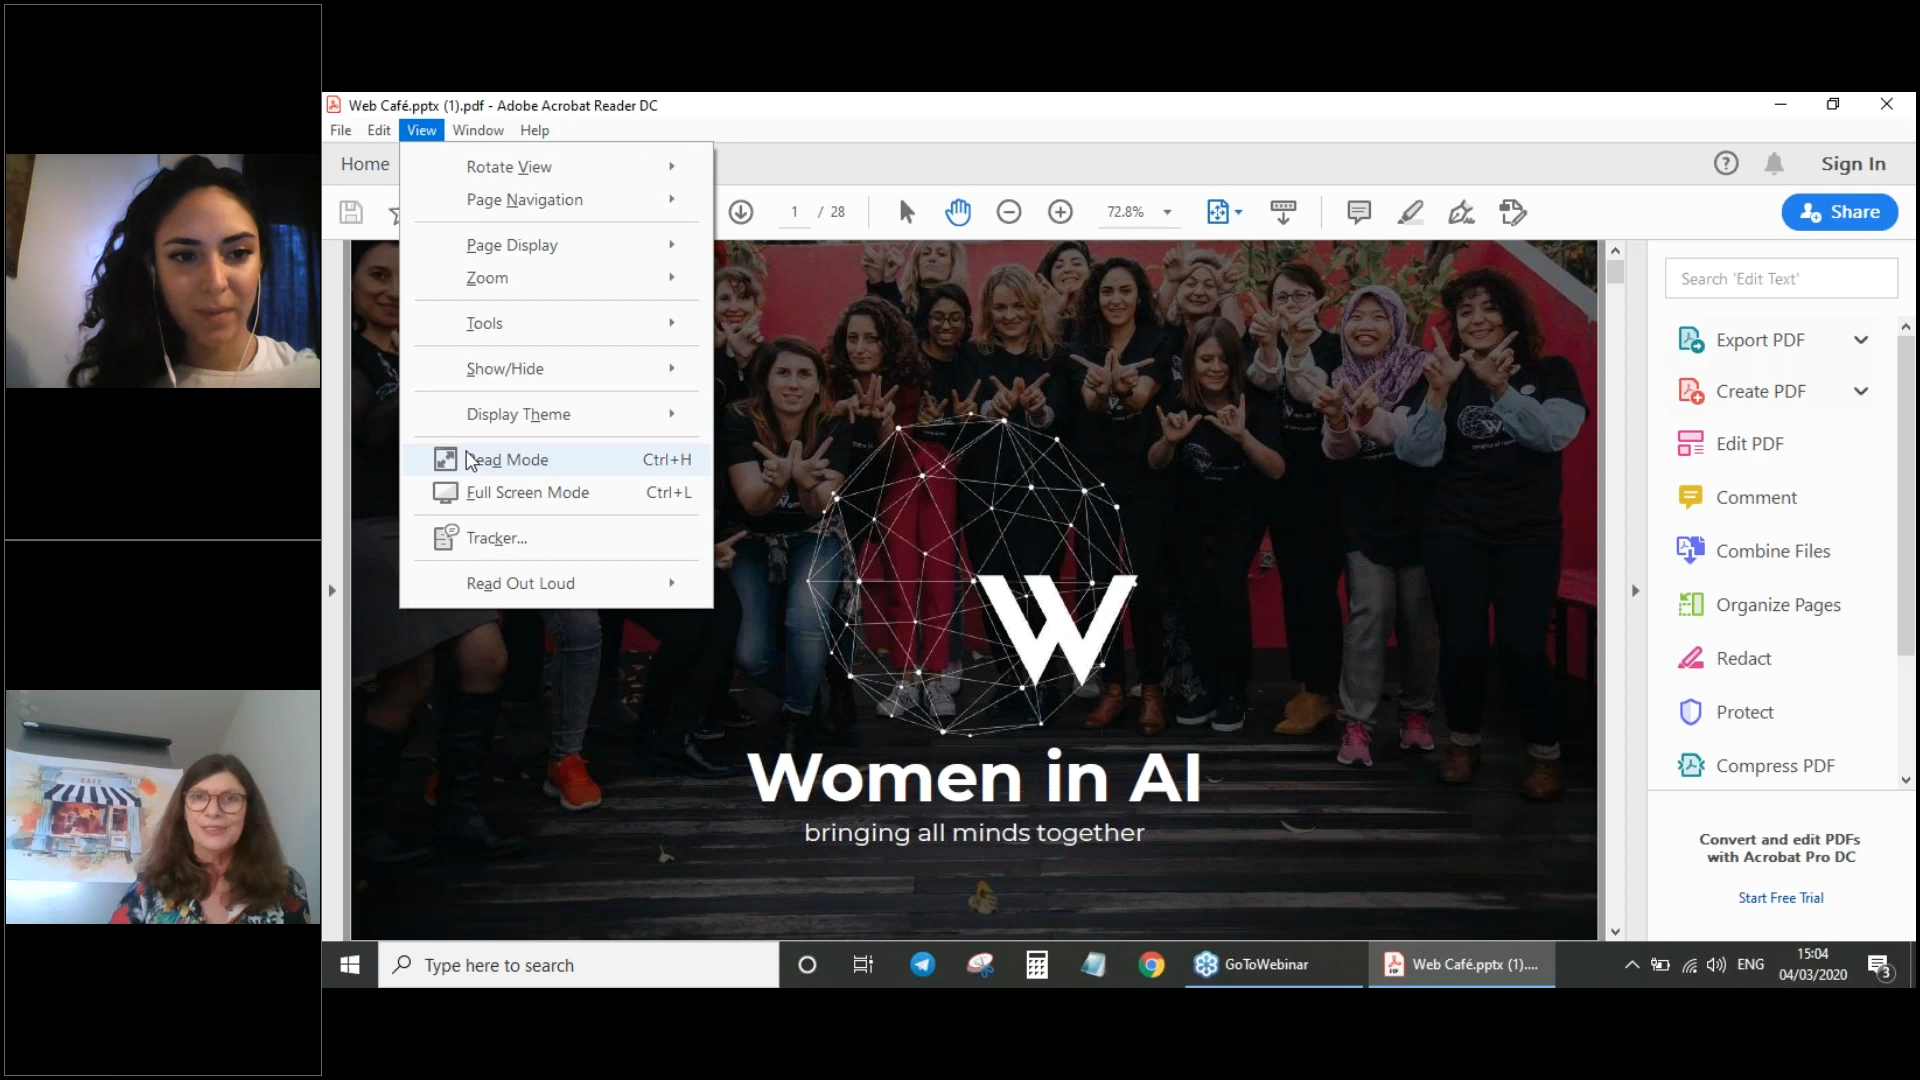 Web Café.pptx (1).pdf - Adobe Acrobat Reader DC
File Edit View Window Help
Home
Sign In
1 / 28
72.8%
Share
Rotate View
Page Navigation
Page Display
Zoom
Tools
Show/Hide
Display Theme
ead Mode Ctrl+H
Full Screen Mode Ctrl+L
Tracker...
Read Out Loud
Search 'Edit Text'
Export PDF
Create PDF
Edit PDF
Comment
Combine Files
Organize Pages
Redact
Protect
Compress PDF
Convert and edit PDFs
with Acrobat Pro DC
Start Free Trial
W
Women in AI
bringing all minds together
CAFE
Type here to search
GoToWebinar
Web Café.pptx (1)....
ENG
15:04
04/03/2020
3